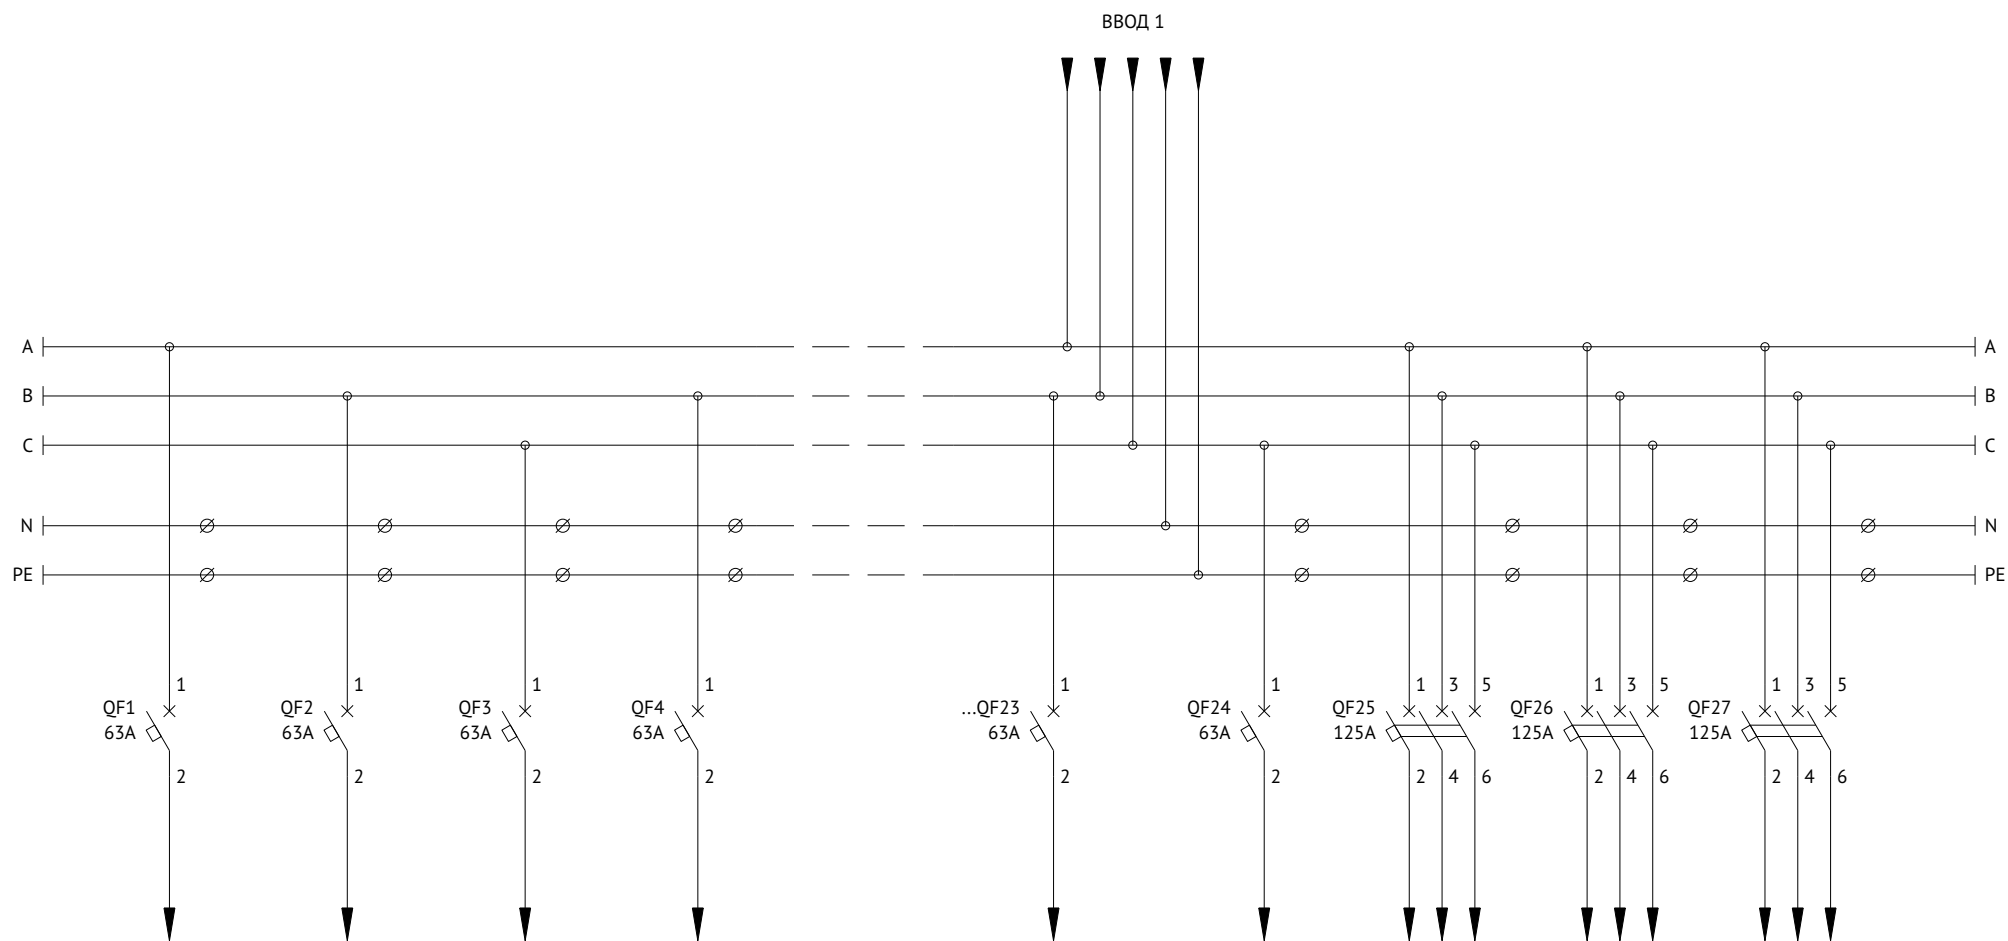 ВВОД 1
A A
B B
C C
N N
PE PE
1 1 1 1 1 1 1 3 5 1 3 5 1 3 5
QF1 QF2 QF3 QF4 ...QF23 QF24 QF25 QF26 QF27
63A 63A 63A 63A 63A 63A 125A 125A 125A
2 2 2 2 2 2 2 4 6 2 4 6 2 4 6